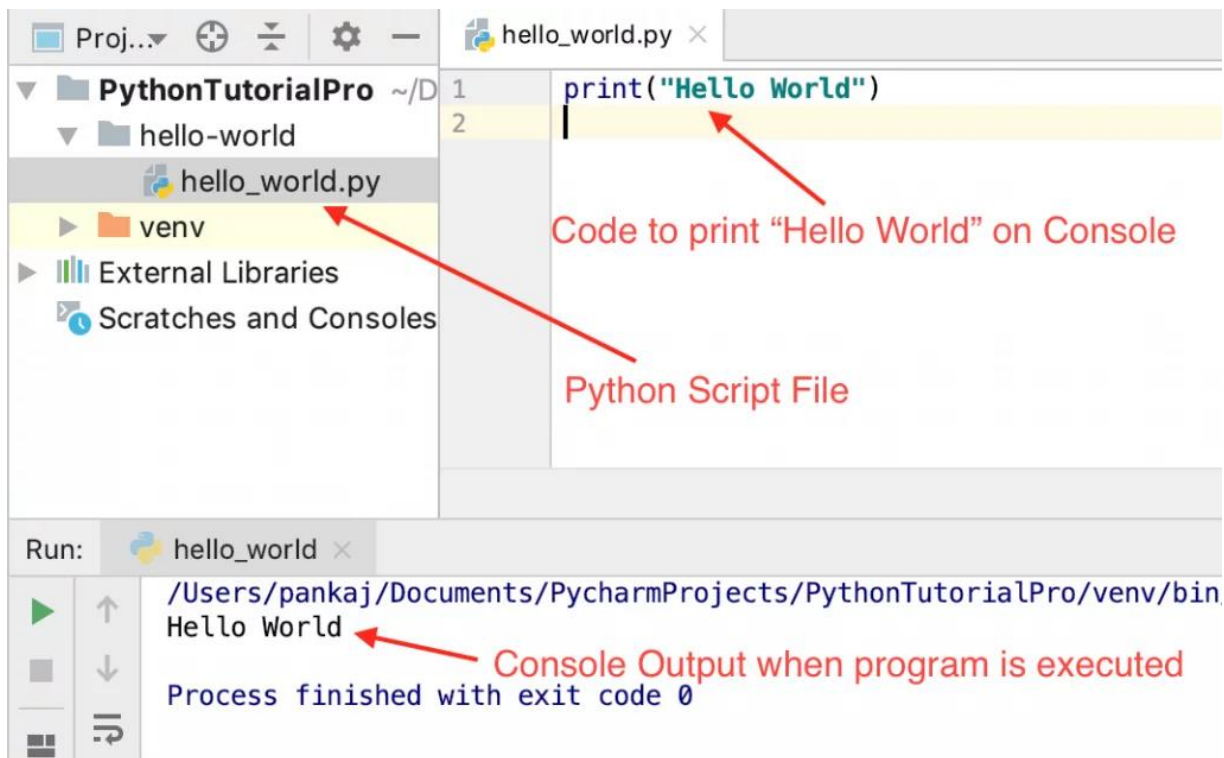 Proj...
hello_world.py
PythonTutorialPro ~/D
hello-world
hello_world.py
venv
External Libraries
Scratches and Consoles
1 print("Hello World")
2
Code to print “Hello World” on Console
Python Script File
Run: hello_world
/Users/pankaj/Documents/PycharmProjects/PythonTutorialPro/venv/bin
Hello World
Console Output when program is executed
Process finished with exit code 0